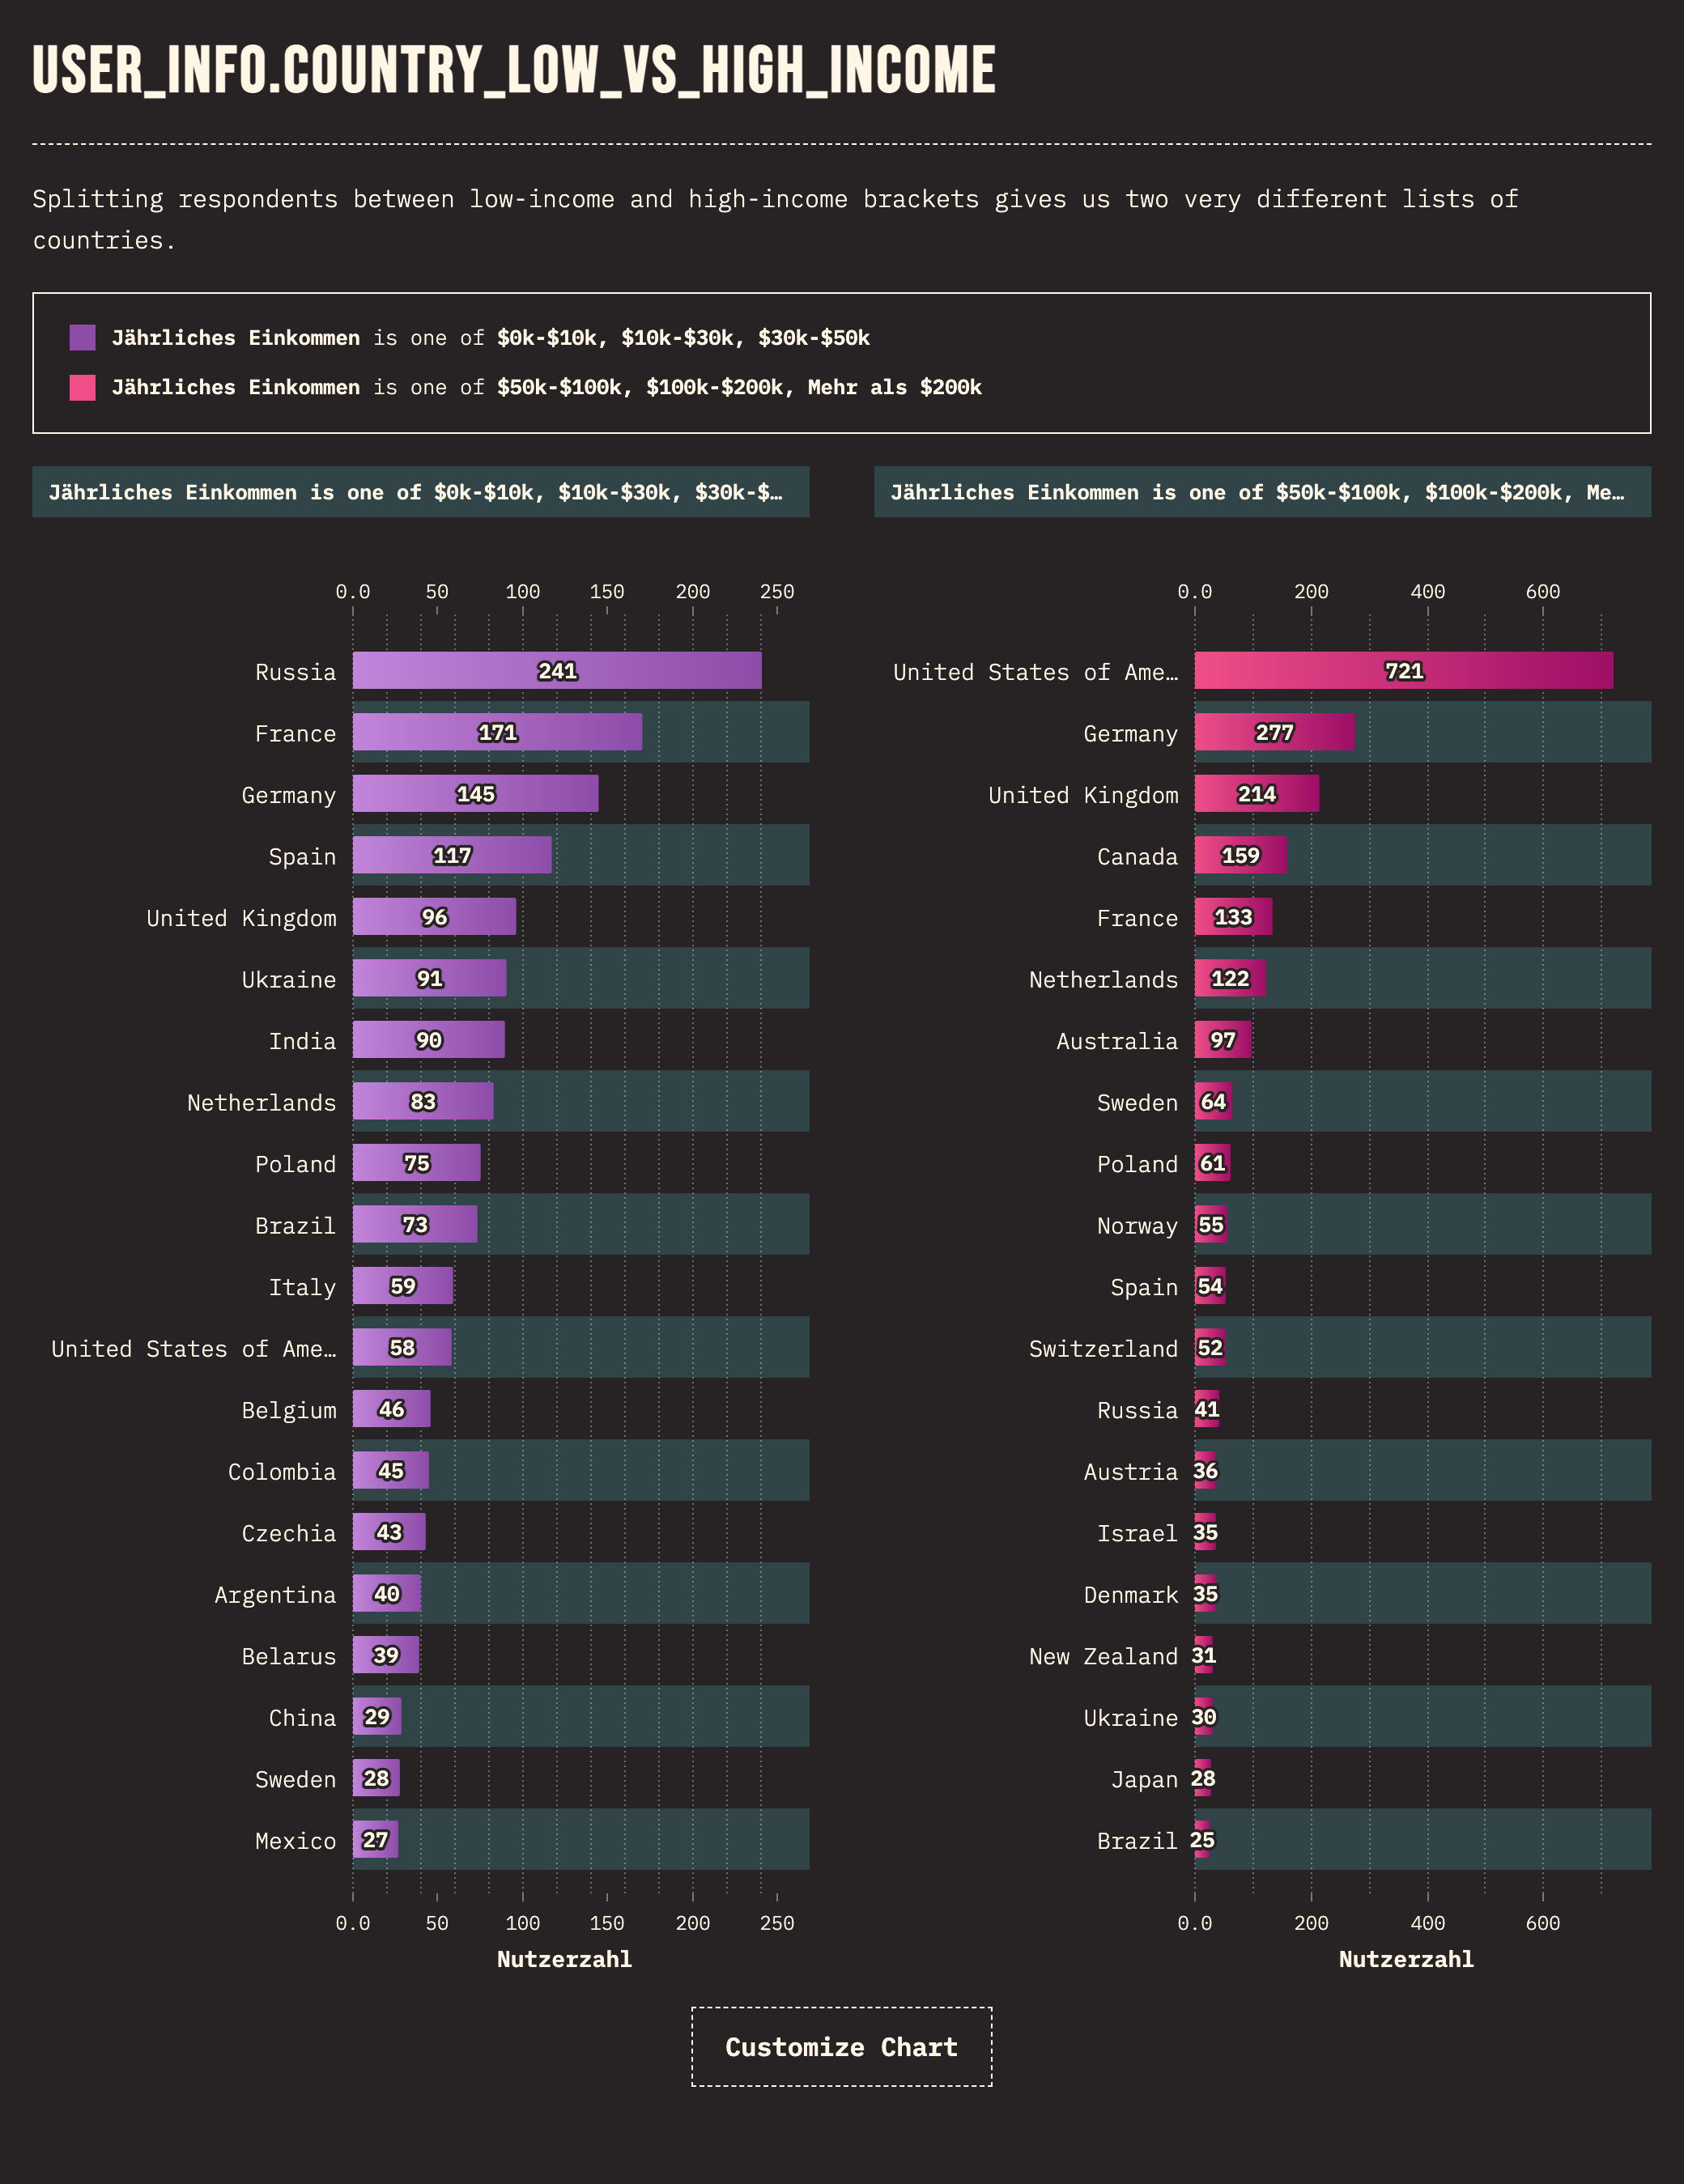 USER_INFO.COUNTRY_LOW_VS_HIGH_INCOME
Splitting respondents between low-income and high-income brackets gives us two very different lists of
countries.
Jährliches Einkommen is one of $0k-$10k, $10k-$30k, $30k-$50k
Jährliches Einkommen is one of $50k-$100k, $100k-$200k, Mehr als $200k
Jährliches Einkommen is one of $0k-$10k, $10k-$30k, $30k-$…
0.0 50 100 150 200 250
Russia 241
France 171
Germany 145
Spain 117
United Kingdom 96
Ukraine 91
India 90
Netherlands 83
Poland 75
Brazil 73
Italy 59
United States of Ame… 58
Belgium 46
Colombia 45
Czechia 43
Argentina 40
Belarus 39
China 29
Sweden 28
Mexico 27
0.0 50 100 150 200 250
Nutzerzahl
Jährliches Einkommen is one of $50k-$100k, $100k-$200k, Me…
0.0 200 400 600
United States of Ame… 721
Germany 277
United Kingdom 214
Canada 159
France 133
Netherlands 122
Australia 97
Sweden 64
Poland 61
Norway 55
Spain 54
Switzerland 52
Russia 41
Austria 36
Israel 35
Denmark 35
New Zealand 31
Ukraine 30
Japan 28
Brazil 25
0.0 200 400 600
Nutzerzahl
Customize Chart